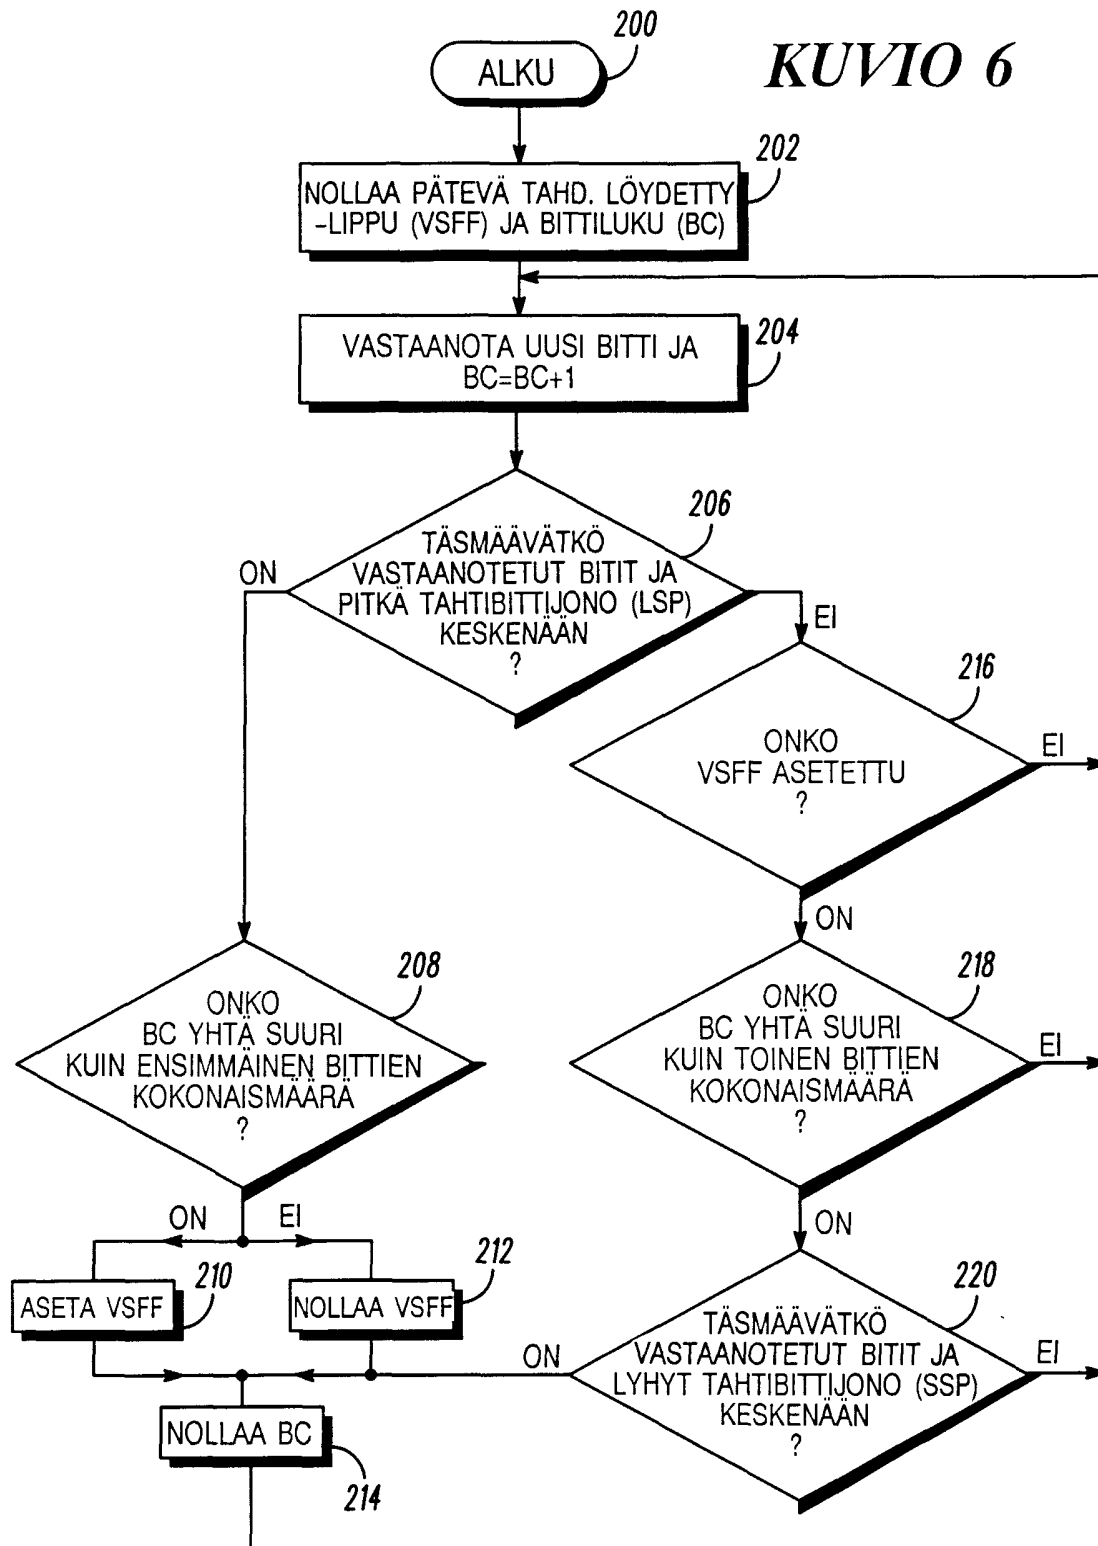 KUVIO 6
200
ALKU
202
NOLLAA PÄTEVÄ TAHD. LÖYDETTY
-LIPPU (VSFF) JA BITTILUKU (BC)
204
VASTAANOTA UUSI BITTI JA
BC=BC+1
206
TÄSMÄÄVÄTKÖ
VASTAANOTETUT BITIT JA
PITKÄ TAHTIBITTIJONO (LSP)
KESKENÄÄN
?
ON
EI
216
ONKO
VSFF ASETETTU
?
EI
ON
208
ONKO
BC YHTÄ SUURI
KUIN ENSIMMÄINEN BITTIEN
KOKONAISMÄÄRÄ
?
218
ONKO
BC YHTÄ SUURI
KUIN TOINEN BITTIEN
KOKONAISMÄÄRÄ
?
EI
ON
ON
EI
210
ASETA VSFF
212
NOLLAA VSFF
220
TÄSMÄÄVÄTKÖ
VASTAANOTETUT BITIT JA
LYHYT TAHTIBITTIJONO (SSP)
KESKENÄÄN
?
ON
EI
NOLLAA BC
214